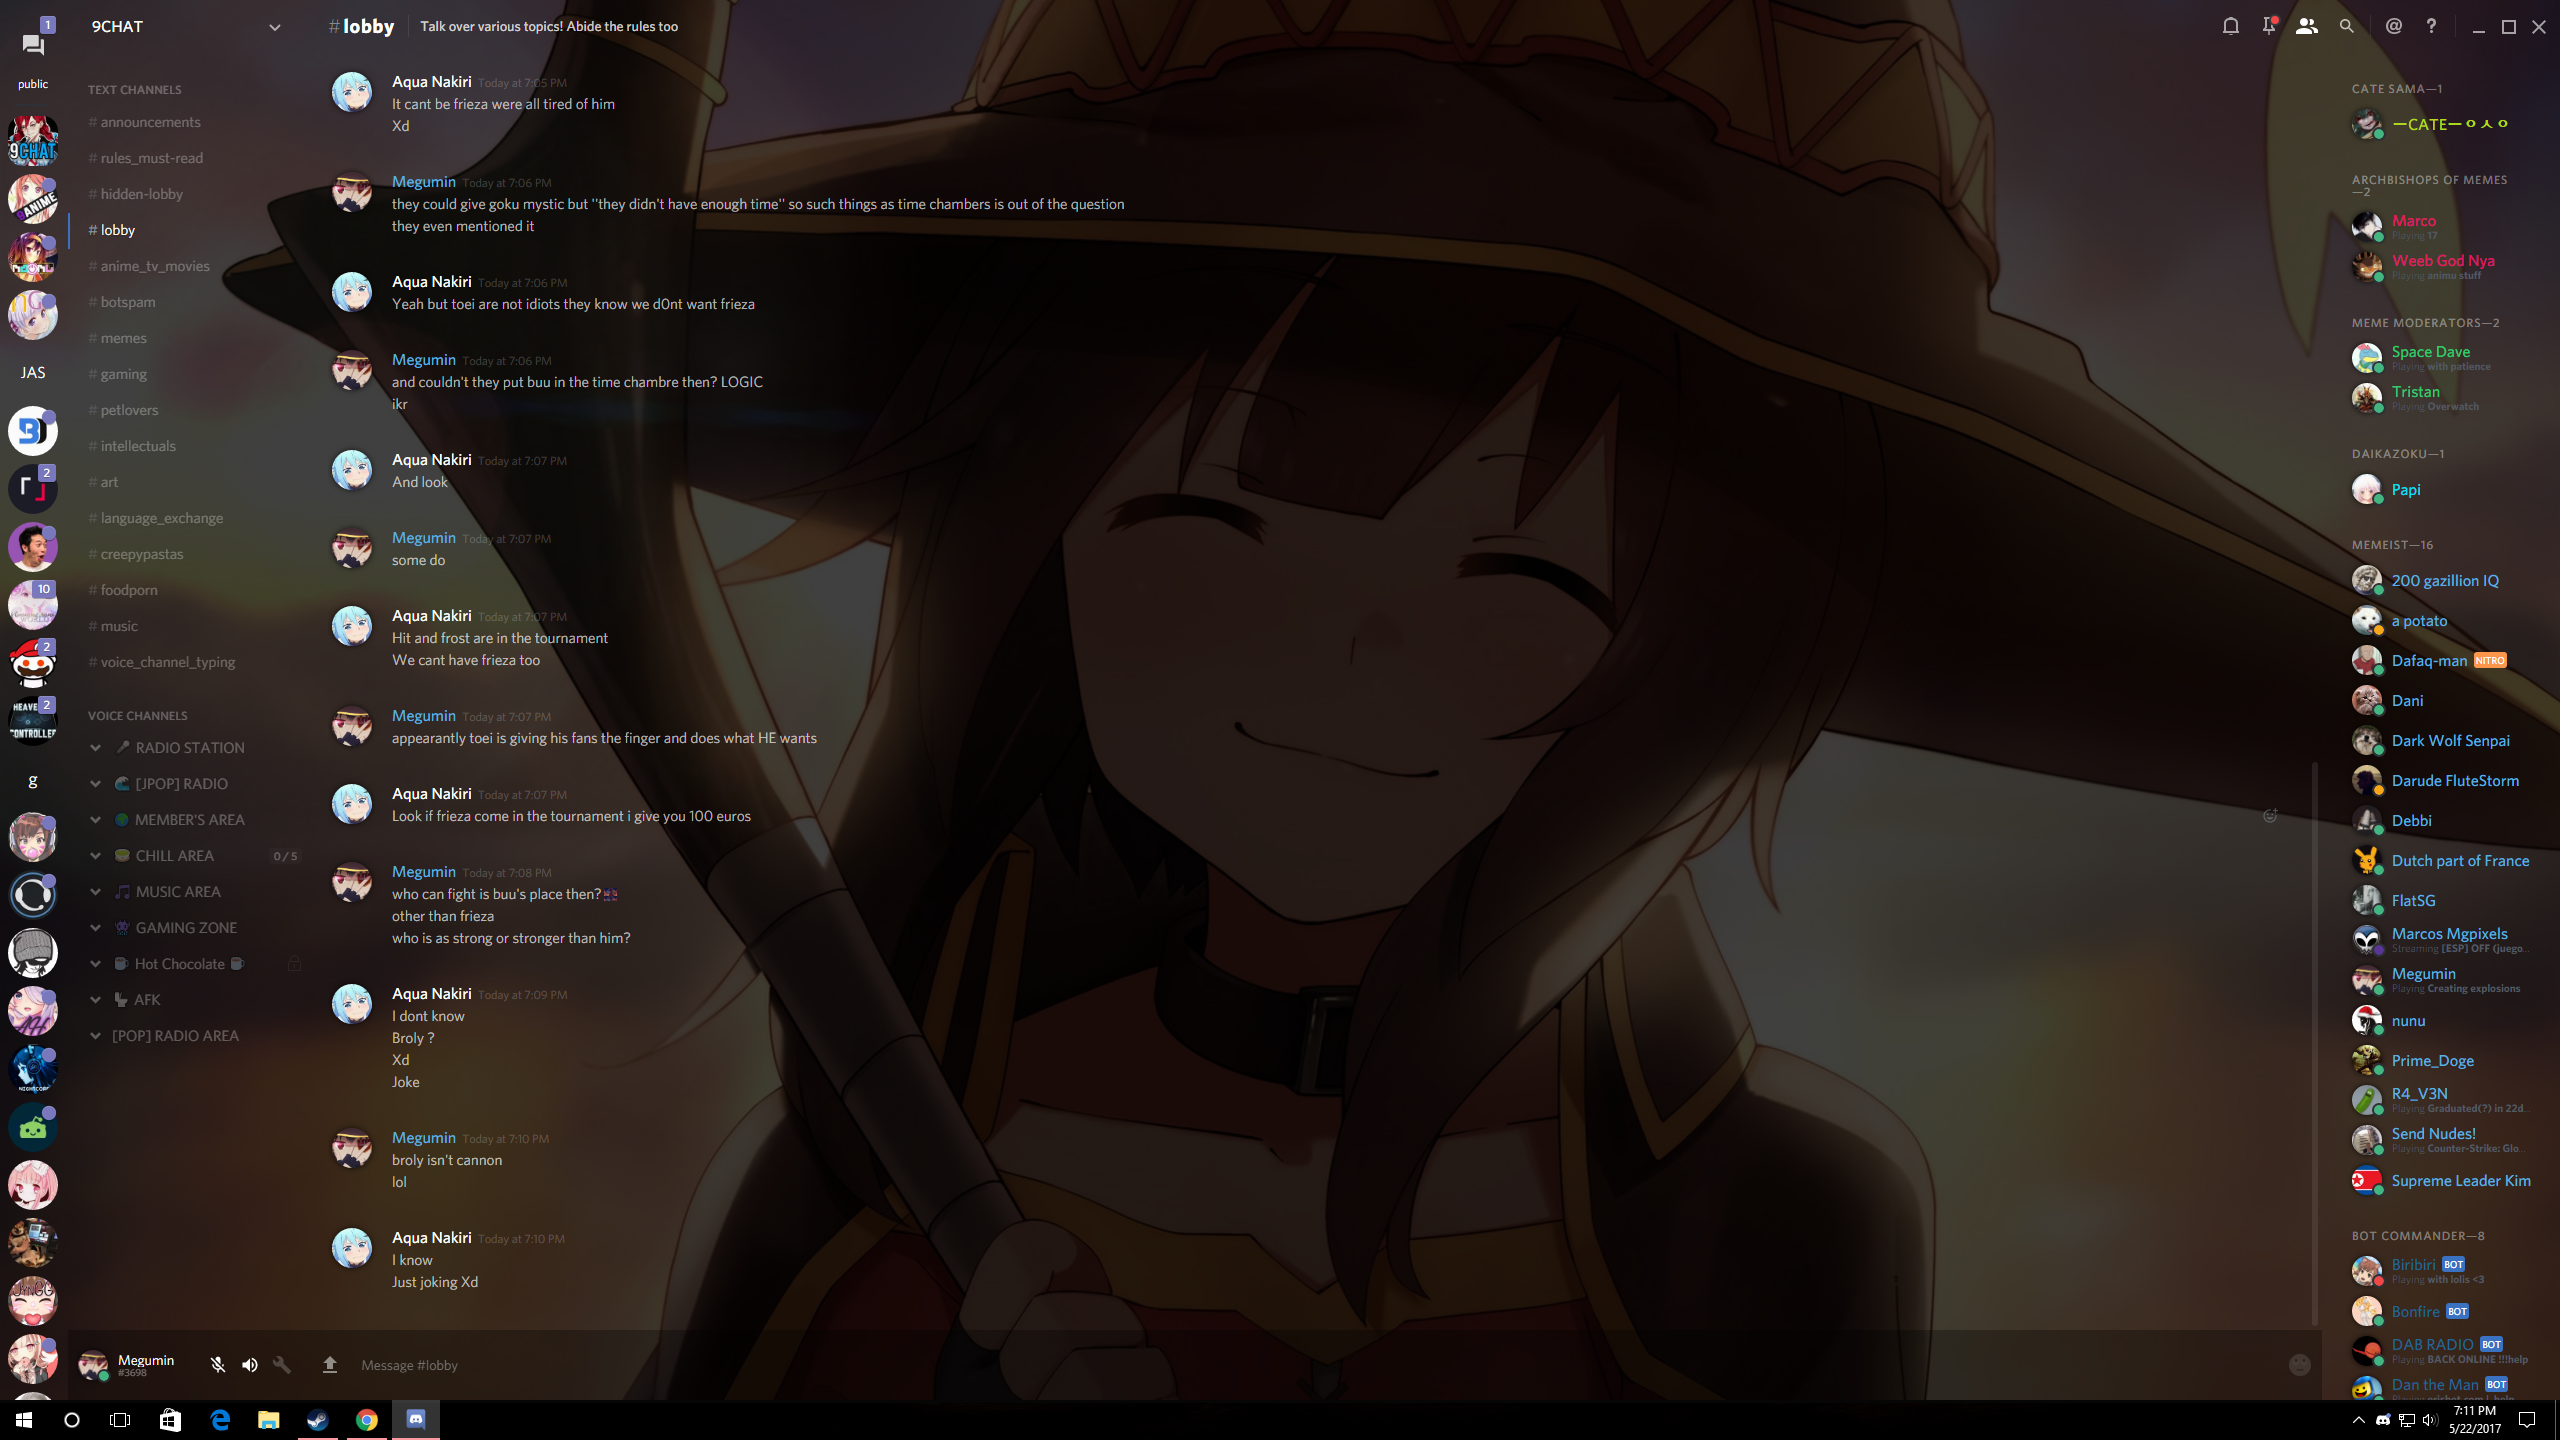 1
public
9CHAT
9ANIME
JAS
2
10
2
2
HEAVE
CONTROLLER
g
NIGHTCORE
9CHAT
TEXT CHANNELS
# announcements
# rules_must-read
# hidden-lobby
# lobby
# anime_tv_movies
# botspam
# memes
# gaming
# petlovers
# intellectuals
# art
# language_exchange
# creepypastas
# foodporn
# music
# voice_channel_typing
VOICE CHANNELS
🎤 RADIO STATION
🌊 [JPOP] RADIO
🌍 MEMBER'S AREA
🍵 CHILL AREA 0/5
🎵 MUSIC AREA
👾 GAMING ZONE
☕ Hot Chocolate ☕
AFK
[POP] RADIO AREA
Megumin
#3698
# lobby Talk over various topics! Abide the rules too
Aqua Nakiri Today at 7:05 PM
It cant be frieza were all tired of him
Xd
Megumin Today at 7:06 PM
they could give goku mystic but "they didn't have enough time" so such things as time chambers is out of the question
they even mentioned it
Aqua Nakiri Today at 7:06 PM
Yeah but toei are not idiots they know we d0nt want frieza
Megumin Today at 7:06 PM
and couldn't they put buu in the time chambre then? LOGIC
ikr
Aqua Nakiri Today at 7:07 PM
And look
Megumin Today at 7:07 PM
some do
Aqua Nakiri Today at 7:07 PM
Hit and frost are in the tournament
We cant have frieza too
Megumin Today at 7:07 PM
appearantly toei is giving his fans the finger and does what HE wants
Aqua Nakiri Today at 7:07 PM
Look if frieza come in the tournament i give you 100 euros
Megumin Today at 7:08 PM
who can fight is buu's place then?
other than frieza
who is as strong or stronger than him?
Aqua Nakiri Today at 7:09 PM
I dont know
Broly ?
Xd
Joke
Megumin Today at 7:10 PM
broly isn't cannon
lol
Aqua Nakiri Today at 7:10 PM
I know
Just joking Xd
Message #lobby
CATE SAMA—1
ーCATEー ㅇㅅㅇ
ARCHBISHOPS OF MEMES
—2
Marco
Playing 17
Weeb God Nya
Playing animu stuff
MEME MODERATORS—2
Space Dave
Playing with patience
Tristan
Playing Overwatch
DAIKAZOKU—1
Papi
MEMEIST—16
200 gazillion IQ
a potato
Dafaq-man NITRO
Dani
Dark Wolf Senpai
Darude FluteStorm
Debbi
Dutch part of France
FlatSG
Marcos Mgpixels
Streaming [ESP] OFF (juego...
Megumin
Playing Creating explosions
nunu
Prime_Doge
R4_V3N
Playing Graduated(?) in 22d...
Send Nudes!
Playing Counter-Strike: Glo...
Supreme Leader Kim
BOT COMMANDER—8
Biribiri BOT
Playing with lolis <3
Bonfire BOT
DAB RADIO BOT
Playing BACK ONLINE !!!help
Dan the Man BOT
7:11 PM
5/22/2017